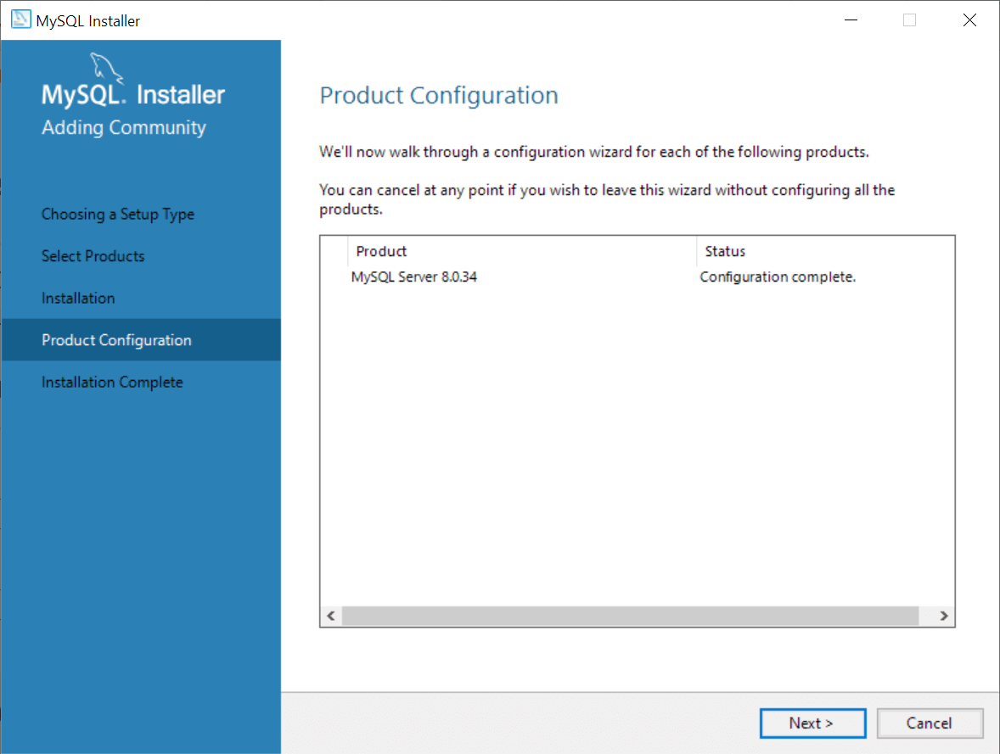 MySQL Installer
MySQL. Installer
Adding Community
Choosing a Setup Type
Select Products
Installation
Product Configuration
Installation Complete
Product Configuration
We'll now walk through a configuration wizard for each of the following products.
You can cancel at any point if you wish to leave this wizard without configuring all the
products.
Product Status
MySQL Server 8.0.34 Configuration complete.
Next > Cancel